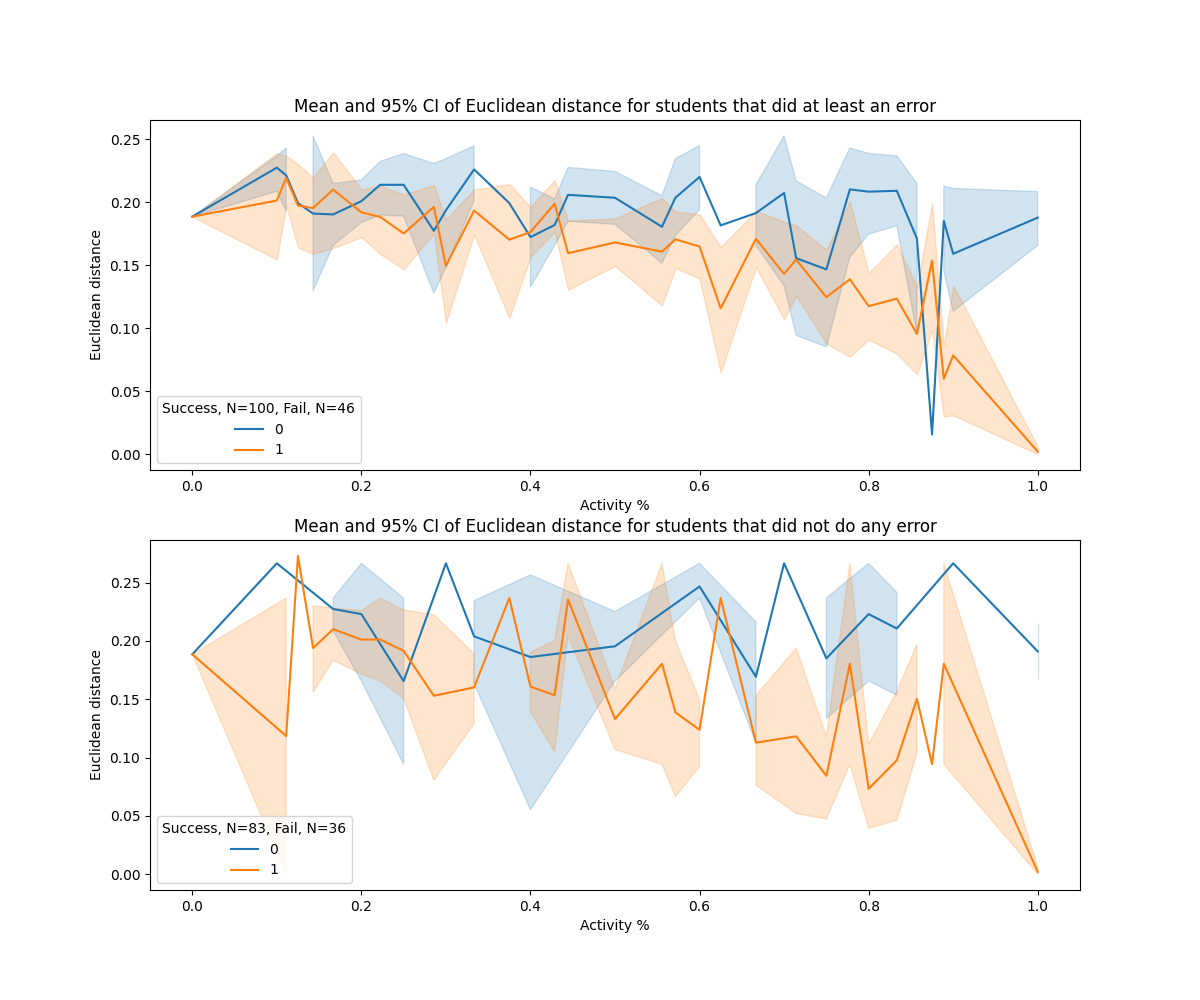 Mean and 95% CI of Euclidean distance for students that did at least an error
0.25
0.20
0.15
0.10
0.05
0.00
Euclidean distance
Success, N=100, Fail, N=46
0
1
0.0 0.2 0.4 0.6 0.8 1.0
Activity %
Mean and 95% CI of Euclidean distance for students that did not do any error
0.25
0.20
0.15
0.10
0.05
0.00
Euclidean distance
Success, N=83, Fail, N=36
0
1
0.0 0.2 0.4 0.6 0.8 1.0
Activity %